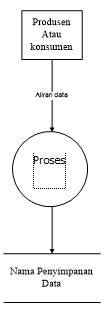 Produsen
Atau
konsumen
Aliran data
Proses
Nama Penyimpanan
Data